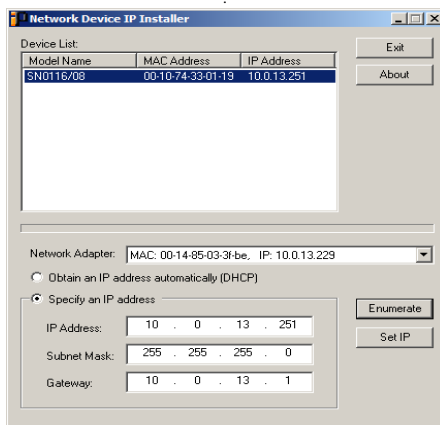 Network Device IP Installer
Device List:
Exit
Model Name MAC Address IP Address
SN0116/08 00-10-74-33-01-19 10.0.13.251
About
Network Adapter: MAC: 00-14-85-03-3f-be, IP: 10.0.13.229
Obtain an IP address automatically (DHCP)
Specify an IP address
Enumerate
IP Address: 10 . 0 . 13 . 251
Set IP
Subnet Mask: 255 . 255 . 255 . 0
Gateway: 10 . 0 . 13 . 1